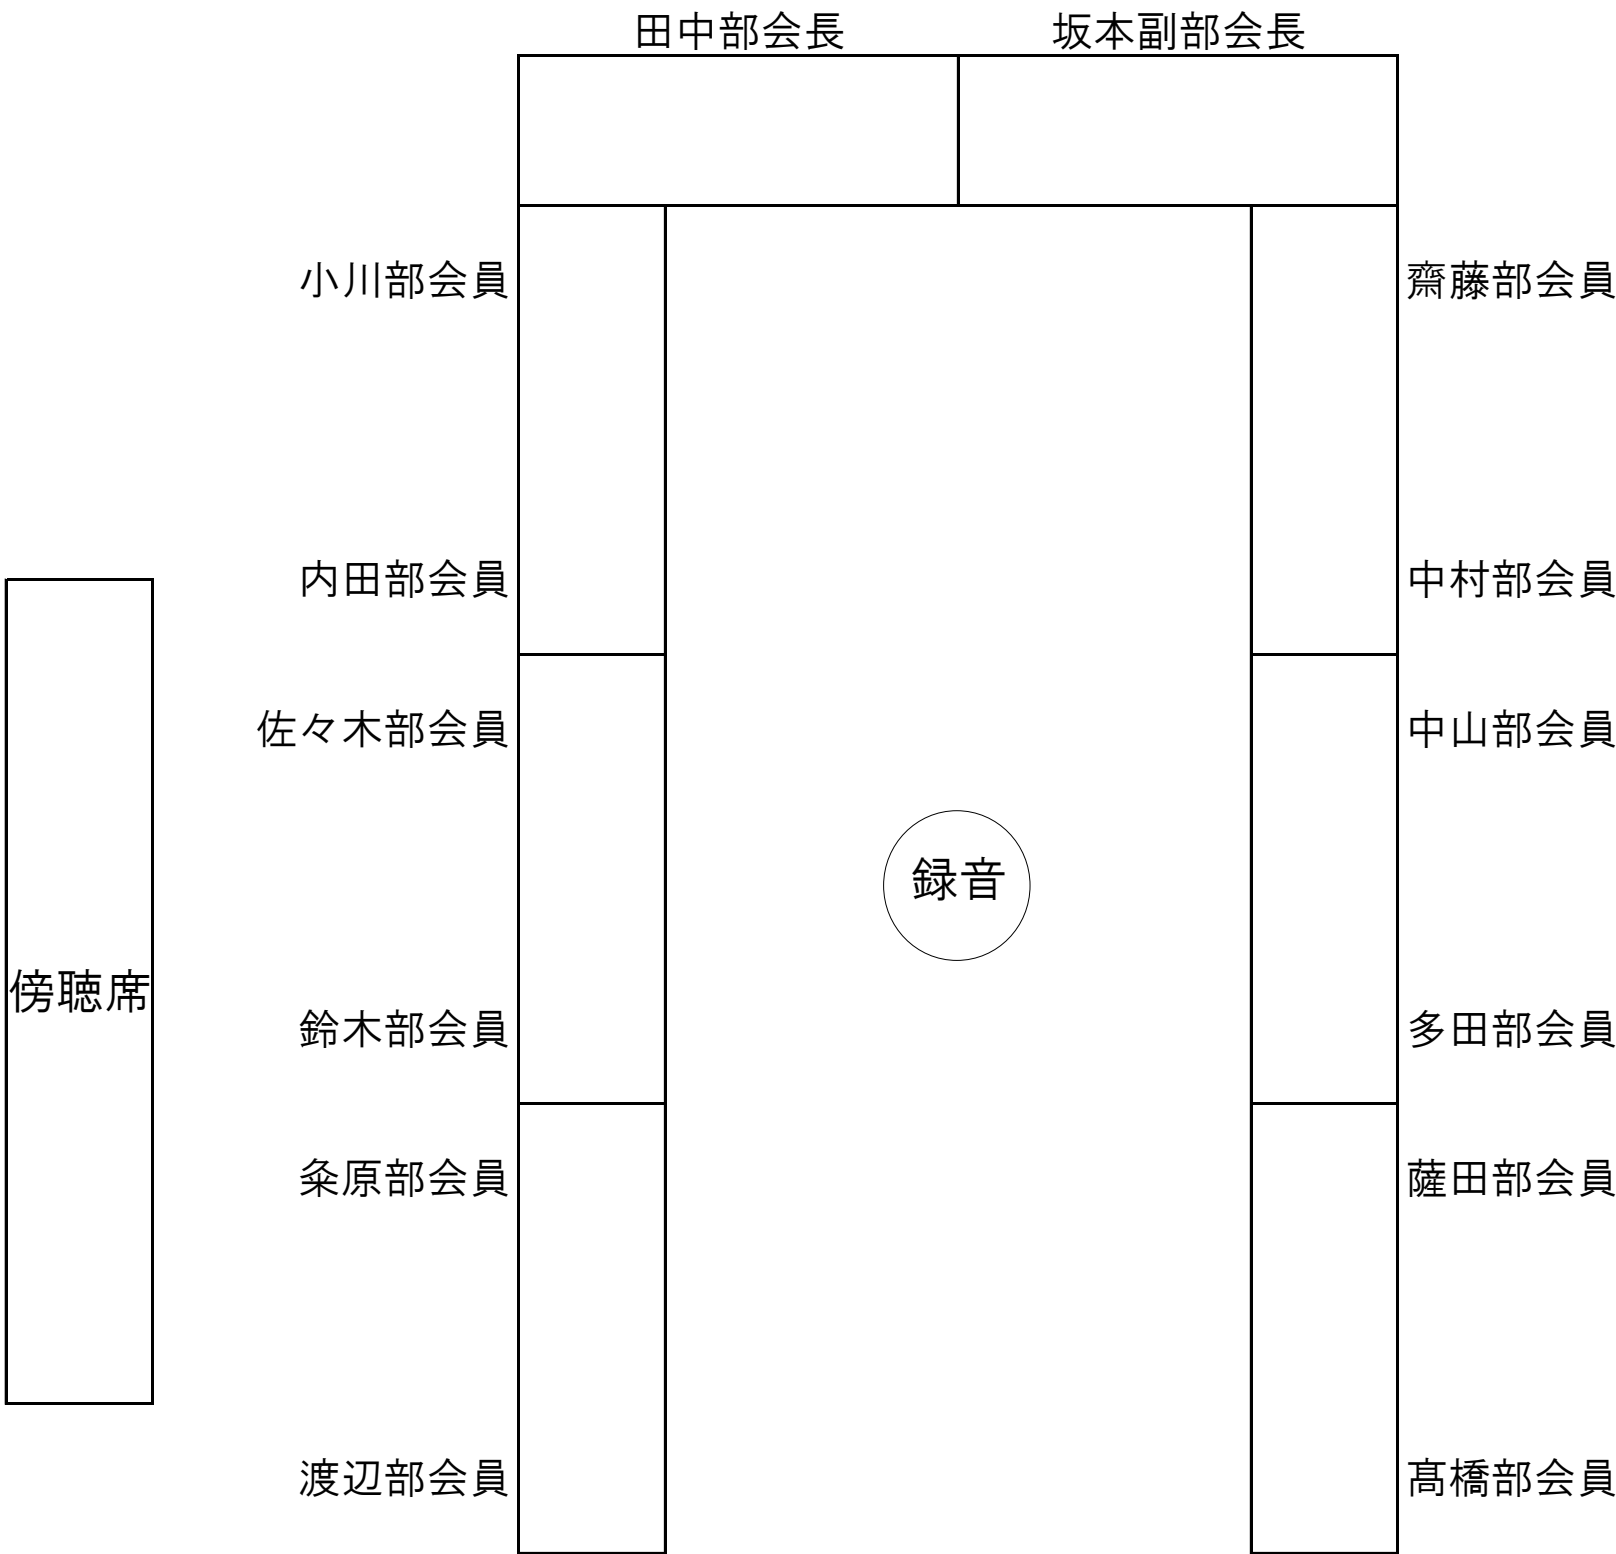 田中部会長
坂本副部会長
小川部会員
齋藤部会員
内田部会員
中村部会員
佐々木部会員
中山部会員
録音
傍聴席
鈴木部会員
多田部会員
粂原部会員
薩田部会員
渡辺部会員
髙橋部会員